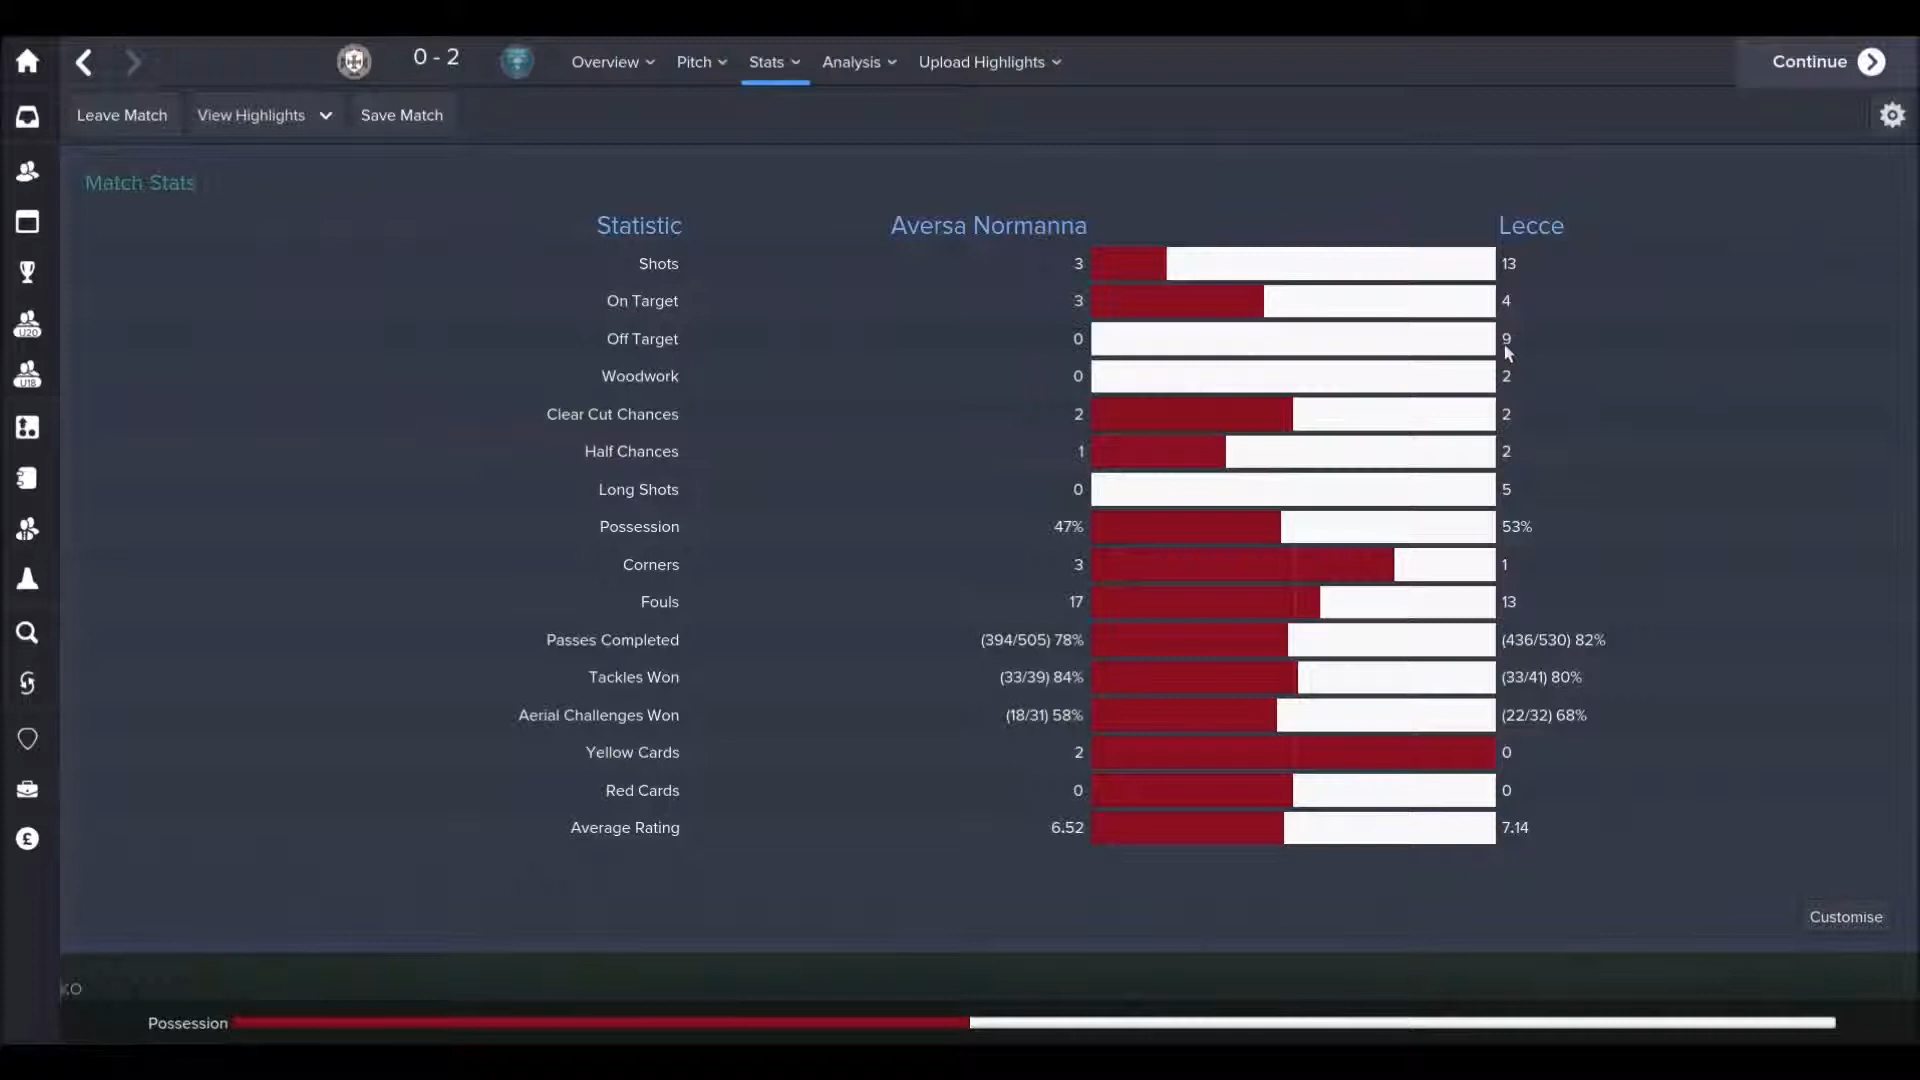 0 - 2
Overview Pitch Stats Analysis Upload Highlights Continue
Leave Match View Highlights Save Match
Match Stats
Statistic Aversa Normanna Lecce
Shots 3 13
On Target 3 4
Off Target 0 9
Woodwork 0 2
Clear Cut Chances 2 2
Half Chances 1 2
Long Shots 0 5
Possession 47% 53%
Corners 3 1
Fouls 17 13
Passes Completed (394/505) 78% (436/530) 82%
Tackles Won (33/39) 84% (33/41) 80%
Aerial Challenges Won (18/31) 58% (22/32) 68%
Yellow Cards 2 0
Red Cards 0 0
Average Rating 6.52 7.14
U20
U18
£
Customise
KO
Possession